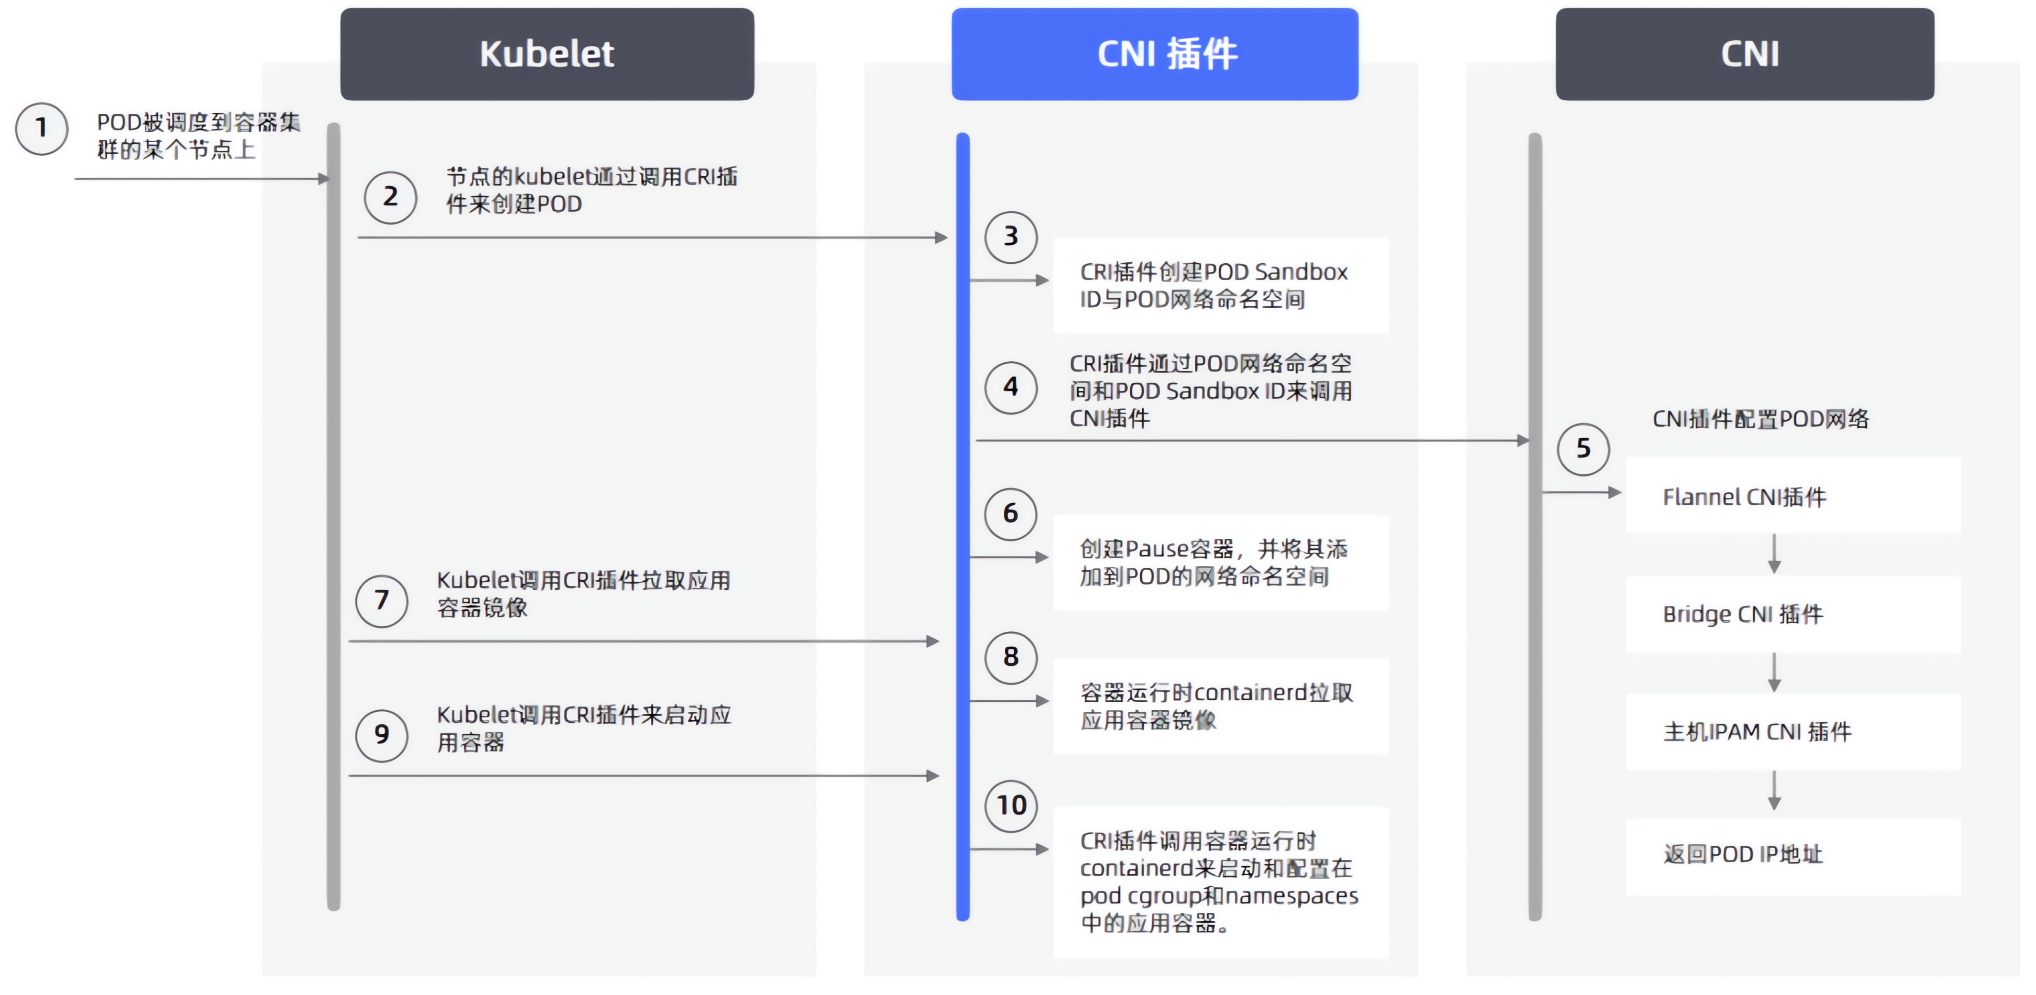 Kubelet
CNI 插件
CNI
1
POD被调度到容器集
群的某个节点上
2
节点的kubelet通过调用CRI插
件来创建POD
3
CRI插件创建POD Sandbox
ID与POD网络命名空间
4
CRI插件通过POD网络命名空
间和POD Sandbox ID来调用
CNI插件
5
CNI插件配置POD网络
Flannel CNI插件
Bridge CNI 插件
主机IPAM CNI 插件
返回POD IP地址
6
创建Pause容器，并将其添
加到POD的网络命名空间
7
Kubelet调用CRI插件拉取应用
容器镜像
8
容器运行时containerd拉取
应用容器镜像
9
Kubelet调用CRI插件来启动应
用容器
10
CRI插件调用容器运行时
containerd来启动和配置在
pod cgroup和namespaces
中的应用容器。